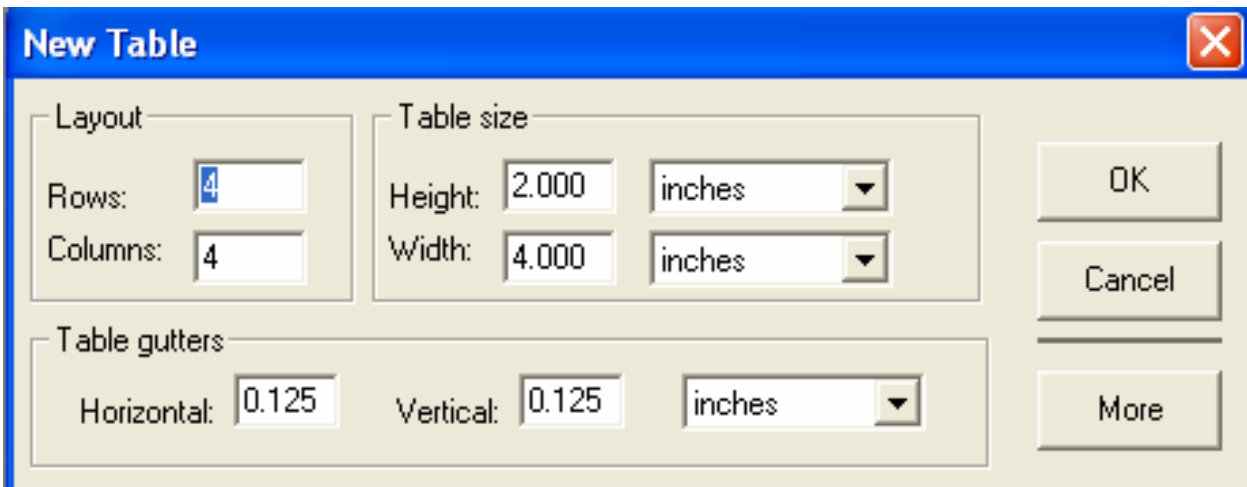 New Table
Layout
Rows: 4
Columns: 4
Table size
Height: 2.000 inches
Width: 4.000 inches
Table gutters
Horizontal: 0.125 Vertical: 0.125 inches
OK
Cancel
More